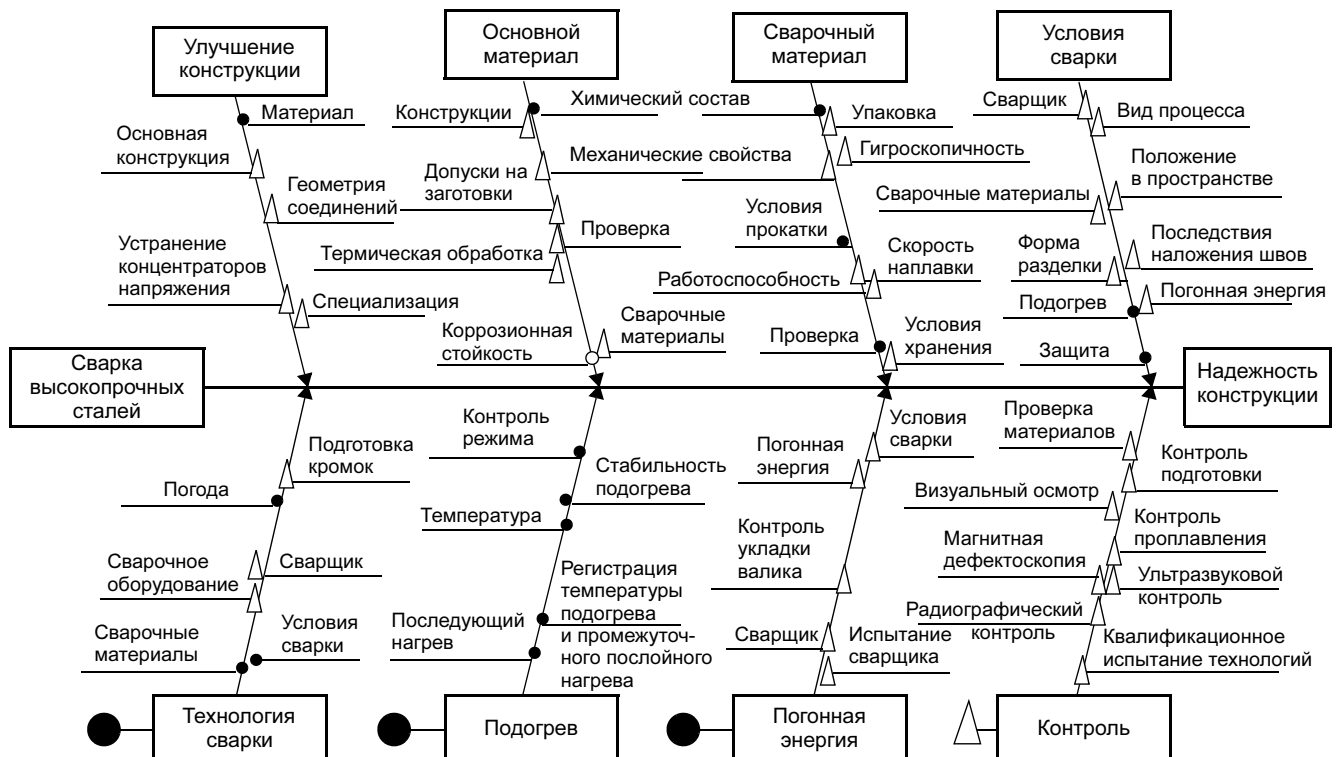 Улучшение
конструкции
Основной
материал
Сварочный
материал
Условия
сварки
Материал
Основная
конструкция
Геометрия
соединений
Устранение
концентраторов
напряжения
Специализация
Конструкции
Химический состав
Допуски на
заготовки
Механические свойства
Проверка
Термическая обработка
Коррозионная
стойкость
Сварочные
материалы
Упаковка
Гигроскопичность
Условия
прокатки
Скорость
наплавки
Работоспособность
Проверка
Условия
хранения
Сварщик
Вид процесса
Положение
в пространстве
Сварочные материалы
Форма
разделки
Последствия
наложения швов
Подогрев
Погонная энергия
Защита
Сварка
высокопрочных
сталей
Надежность
конструкции
Подготовка
кромок
Погода
Сварочное
оборудование
Сварщик
Сварочные
материалы
Условия
сварки
Контроль
режима
Стабильность
подогрева
Температура
Регистрация
температуры
подогрева
и промежуточ-
ного послойного
нагрева
Последующий
нагрев
Условия
сварки
Погонная
энергия
Контроль
укладки
валика
Сварщик
Испытание
сварщика
Проверка
материалов
Контроль
подготовки
Визуальный осмотр
Контроль
проплавления
Магнитная
дефектоскопия
Ультразвуковой
контроль
Радиографический
контроль
Квалификационное
испытание технологий
Технология
сварки
Подогрев
Погонная
энергия
Контроль